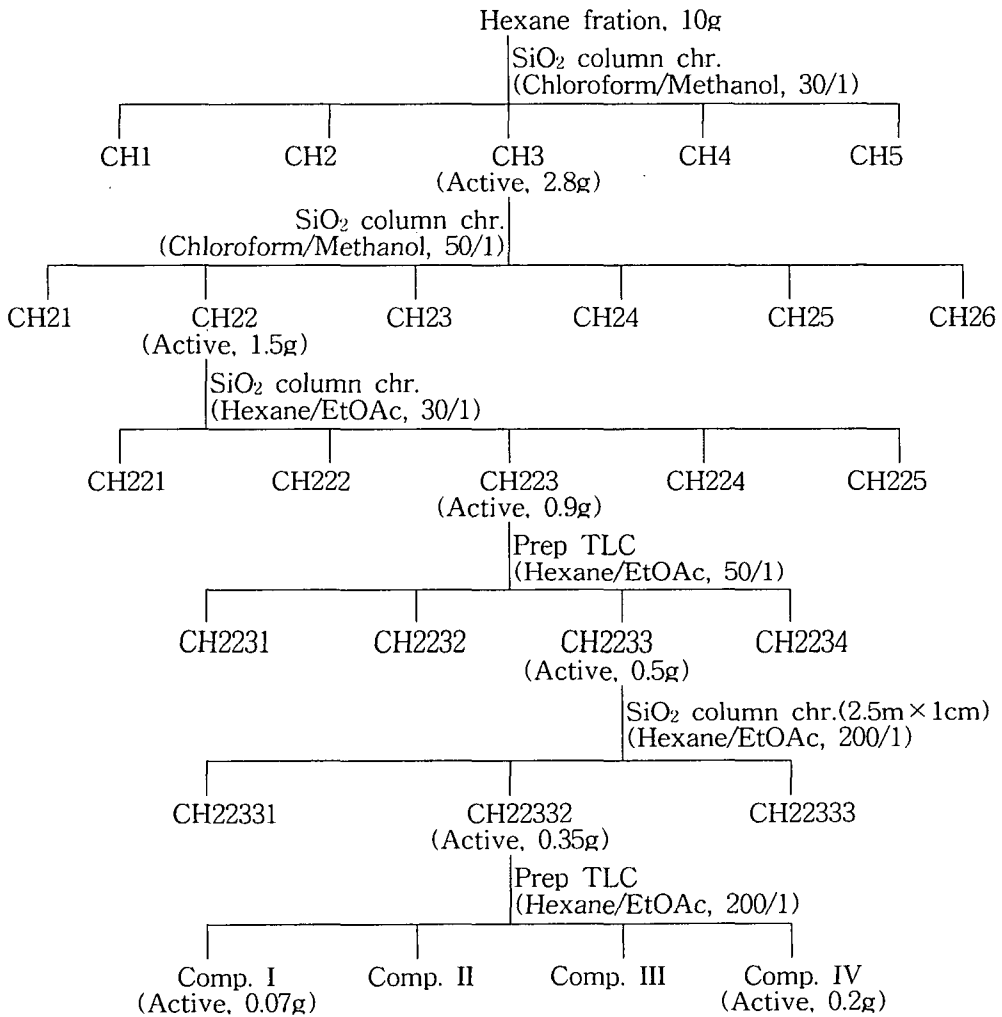 Hexane fration, 10g
SiO₂ column chr.
(Chloroform/Methanol, 30/1)
CH1 CH2 CH3 CH4 CH5
(Active, 2.8g)
SiO₂ column chr.
(Chloroform/Methanol, 50/1)
CH21 CH22 CH23 CH24 CH25 CH26
(Active, 1.5g)
SiO₂ column chr.
(Hexane/EtOAc, 30/1)
CH221 CH222 CH223 CH224 CH225
(Active, 0.9g)
Prep TLC
(Hexane/EtOAc, 50/1)
CH2231 CH2232 CH2233 CH2234
(Active, 0.5g)
SiO₂ column chr.(2.5m×1cm)
(Hexane/EtOAc, 200/1)
CH22331 CH22332 CH22333
(Active, 0.35g)
Prep TLC
(Hexane/EtOAc, 200/1)
Comp. I Comp. II Comp. III Comp. IV
(Active, 0.07g) (Active, 0.2g)